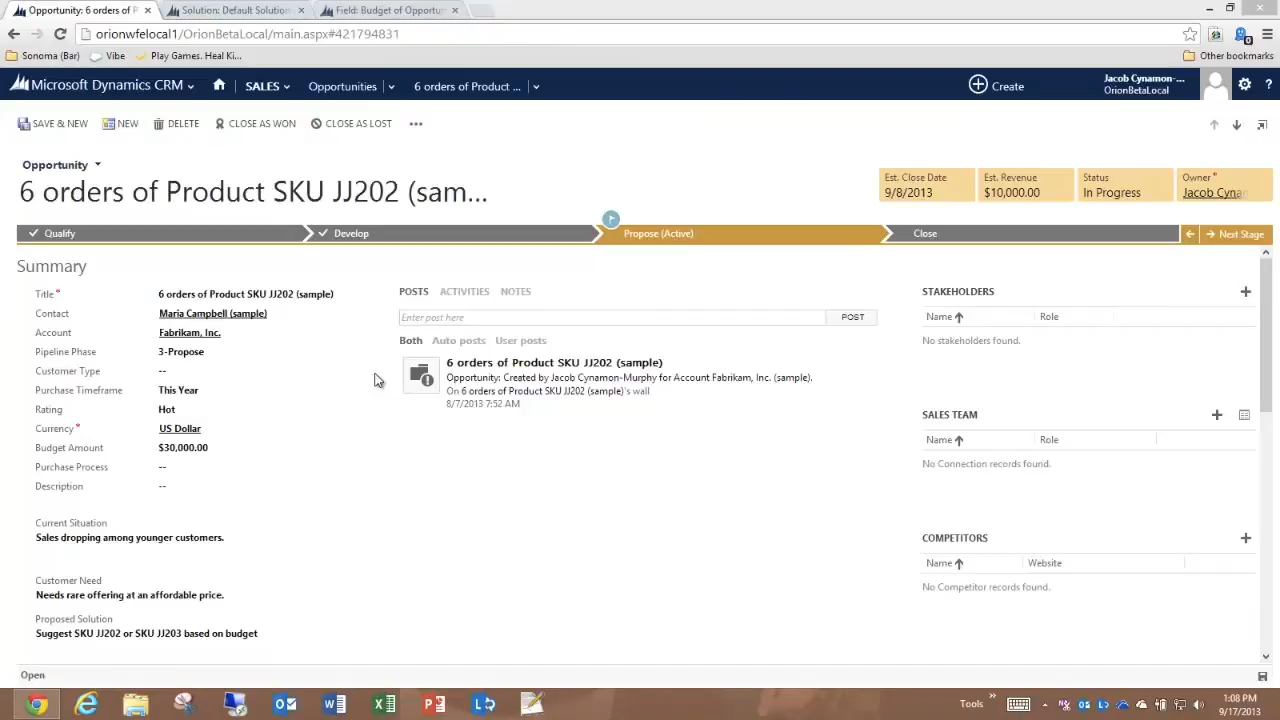 Opportunity: 6 orders of P
Solution: Default Solution
Field: Budget of Opportun
orionwfelocal1/OrionBetaLocal/main.aspx#421794831
Sonoma (Bar)
Vibe
Play Games. Heal Ki...
Other bookmarks
Microsoft Dynamics CRM
SALES
Opportunities
6 orders of Product ...
Create
Jacob Cynamon-...
OrionBetaLocal
?
SAVE & NEW
NEW
DELETE
CLOSE AS WON
CLOSE AS LOST
•••
Opportunity
6 orders of Product SKU JJ202 (sam...
Est. Close Date
9/8/2013
Est. Revenue
$10,000.00
Status
In Progress
Owner *
Jacob Cynan
Qualify
Develop
Propose (Active)
Close
Next Stage
Summary
Title * 6 orders of Product SKU JJ202 (sample)
Contact Maria Campbell (sample)
Account Fabrikam, Inc.
Pipeline Phase 3-Propose
Customer Type --
Purchase Timeframe This Year
Rating Hot
Currency * US Dollar
Budget Amount $30,000.00
Purchase Process --
Description --
Current Situation
Sales dropping among younger customers.
Customer Need
Needs rare offering at an affordable price.
Proposed Solution
Suggest SKU JJ202 or SKU JJ203 based on budget
POSTS ACTIVITIES NOTES
Enter post here
POST
Both Auto posts User posts
6 orders of Product SKU JJ202 (sample)
Opportunity: Created by Jacob Cynamon-Murphy for Account Fabrikam, Inc. (sample).
On 6 orders of Product SKU JJ202 (sample)'s wall
8/7/2013 7:52 AM
STAKEHOLDERS
Name Role
No stakeholders found.
SALES TEAM
Name Role
No Connection records found.
COMPETITORS
Name Website
No Competitor records found.
Open
Tools
1:08 PM
9/17/2013